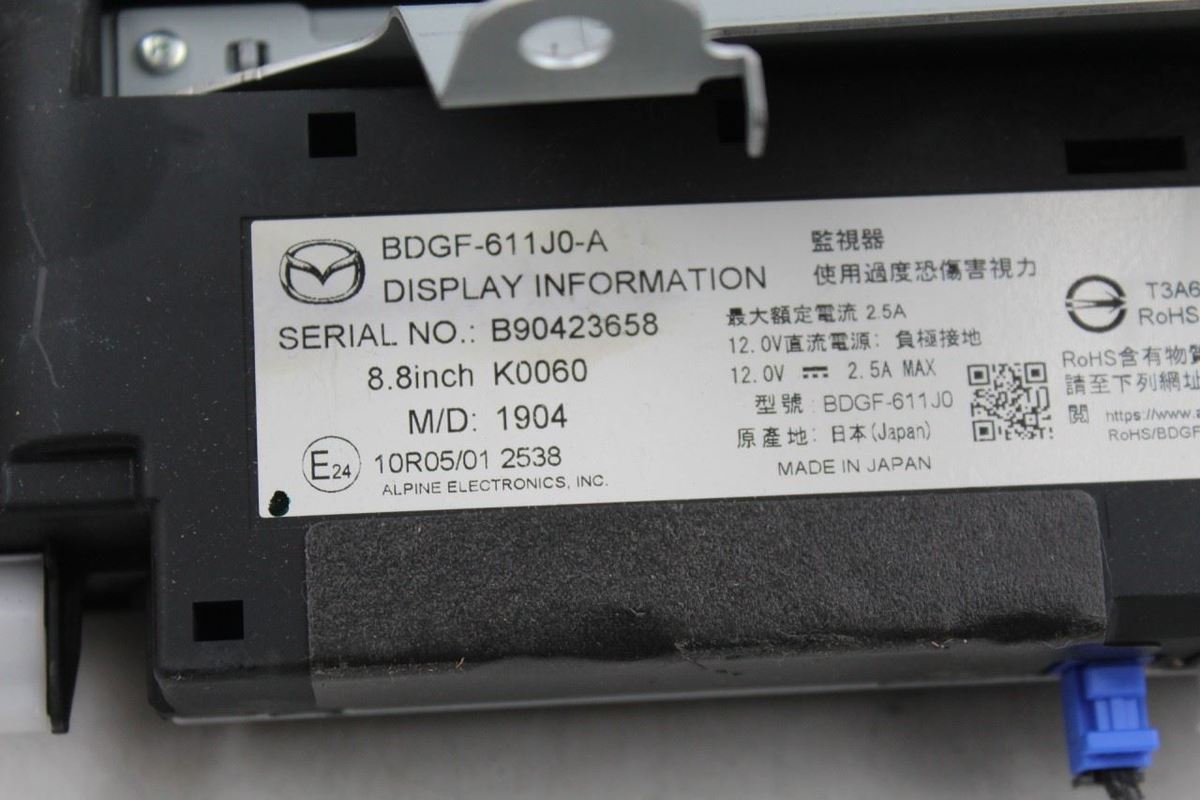 BDGF-611J0-A
DISPLAY INFORMATION
SERIAL NO.: B90423658
8.8inch K0060
M/D: 1904
E24
10R05/01 2538
ALPINE ELECTRONICS, INC.
監視器
使用過度恐傷害視力
最大額定電流 2.5A
12.0V直流電源: 負極接地
12.0V ⎓ 2.5A MAX
型號: BDGF-611J0
原產地: 日本(Japan)
MADE IN JAPAN
T3A6
RoHS
RoHS含有物質
請至下列網址
閱 https://www.a
RoHS/BDGF